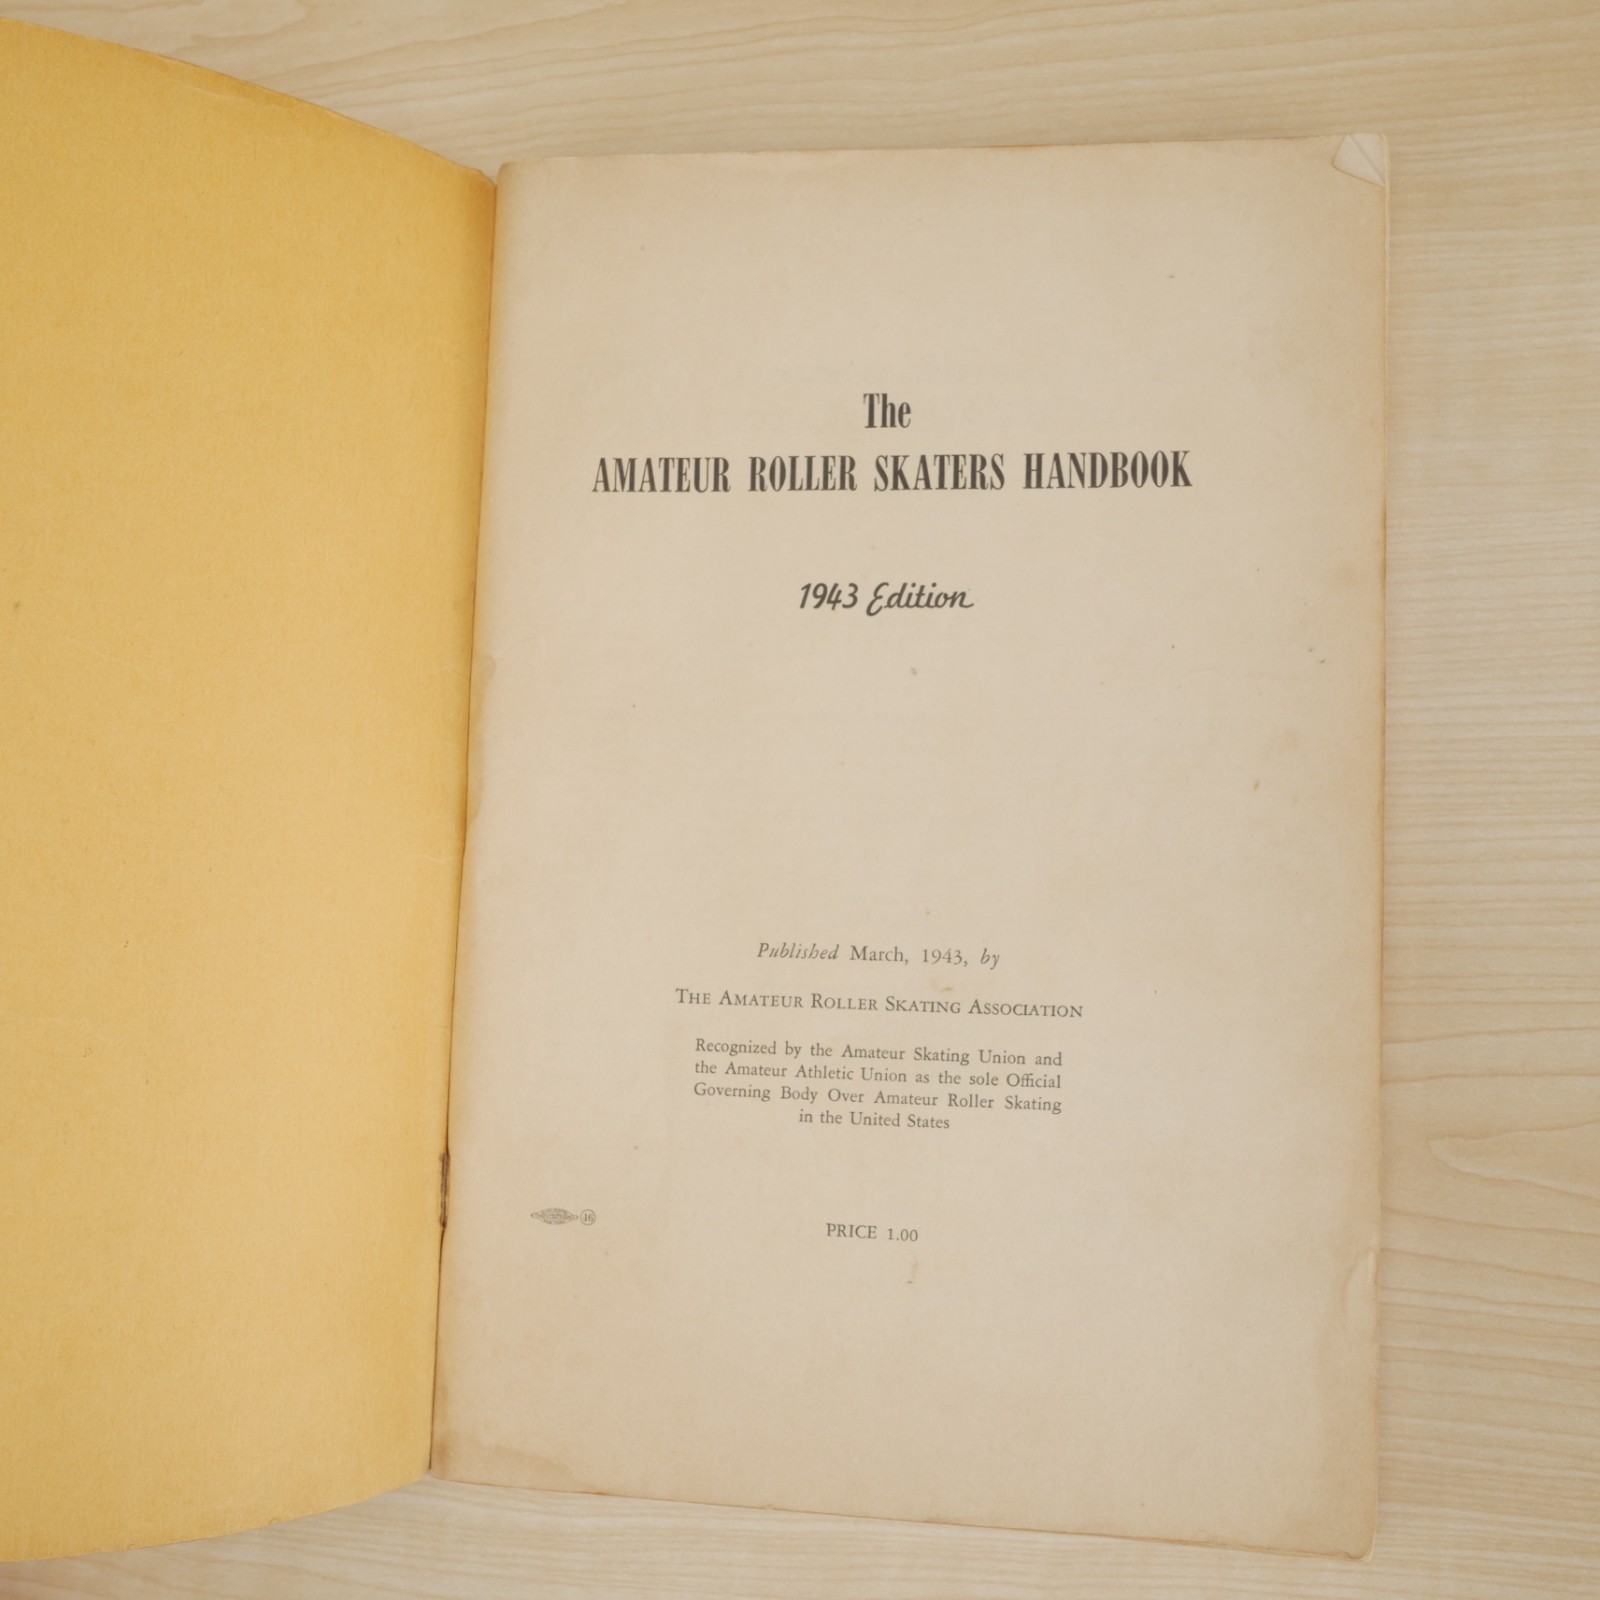 The
AMATEUR ROLLER SKATERS HANDBOOK
1943 Edition
Published March, 1943, by
THE AMATEUR ROLLER SKATING ASSOCIATION
Recognized by the Amateur Skating Union and
the Amateur Athletic Union as the sole Official
Governing Body Over Amateur Roller Skating
in the United States
46
PRICE 1.00